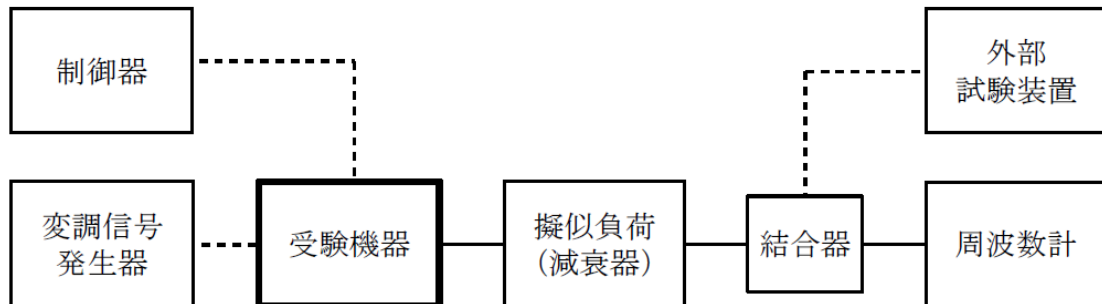 制御器
外部
試験装置
変調信号
発生器
受験機器
擬似負荷
（減衰器）
結合器
周波数計